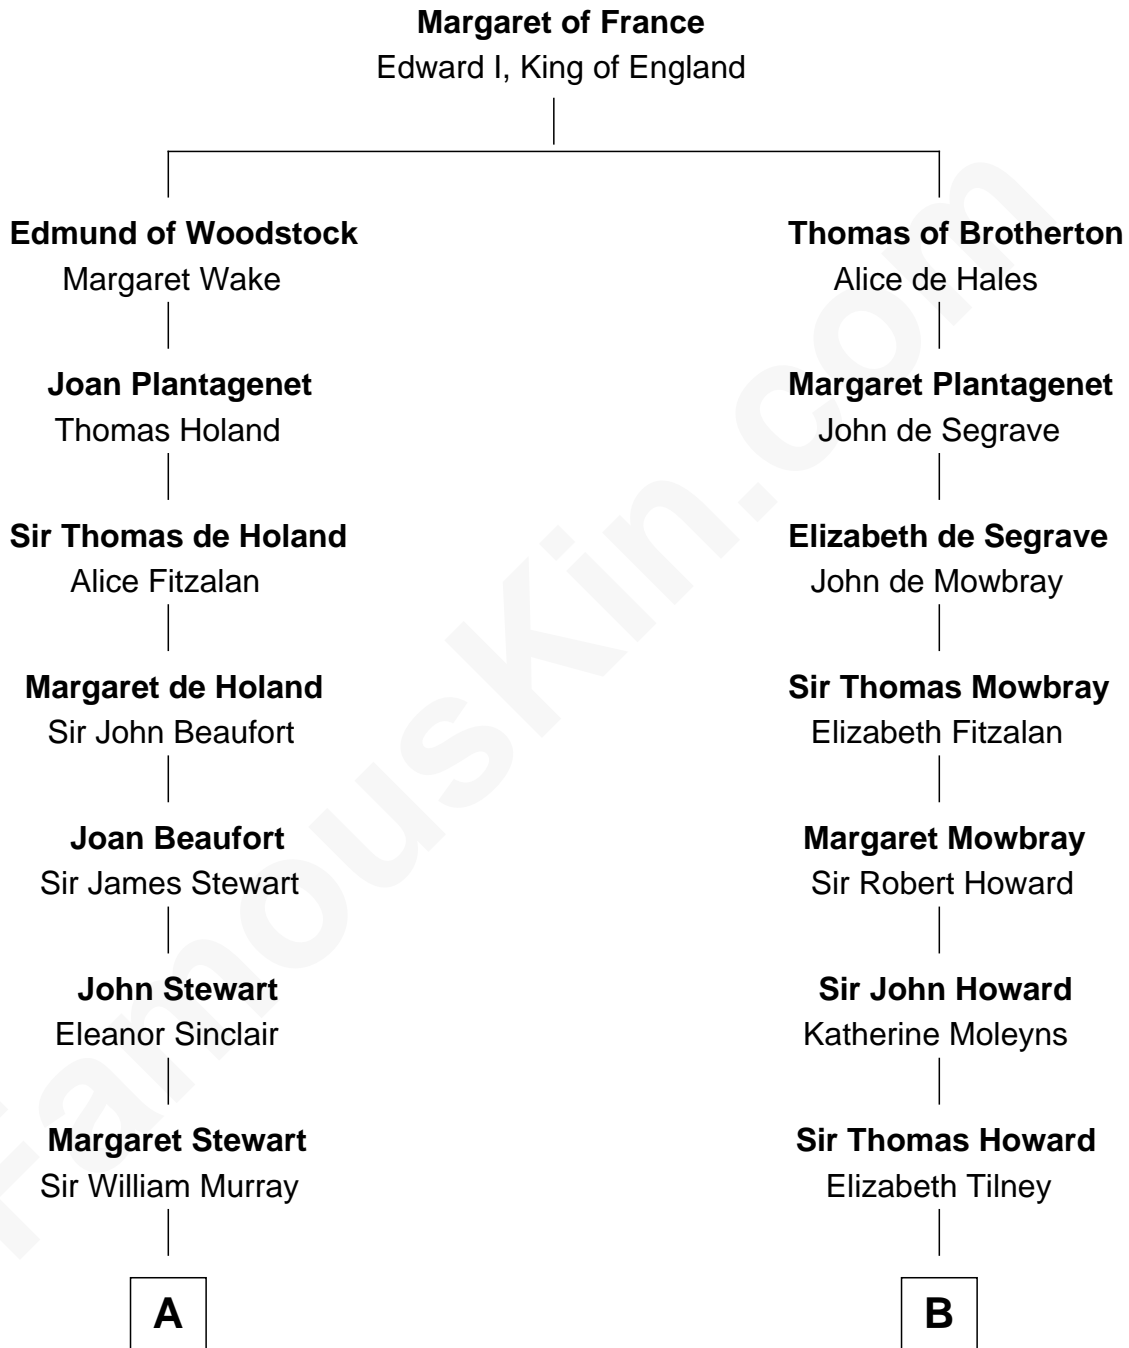 Margaret of France
Edward I, King of England
Edmund of Woodstock
Margaret Wake
Thomas of Brotherton
Alice de Hales
Joan Plantagenet
Thomas Holand
Margaret Plantagenet
John de Segrave
Sir Thomas de Holand
Alice Fitzalan
Elizabeth de Segrave
John de Mowbray
Margaret de Holand
Sir John Beaufort
Sir Thomas Mowbray
Elizabeth Fitzalan
Joan Beaufort
Sir James Stewart
Margaret Mowbray
Sir Robert Howard
John Stewart
Eleanor Sinclair
Sir John Howard
Katherine Moleyns
Margaret Stewart
Sir William Murray
Sir Thomas Howard
Elizabeth Tilney
A
B
FamousKin.com